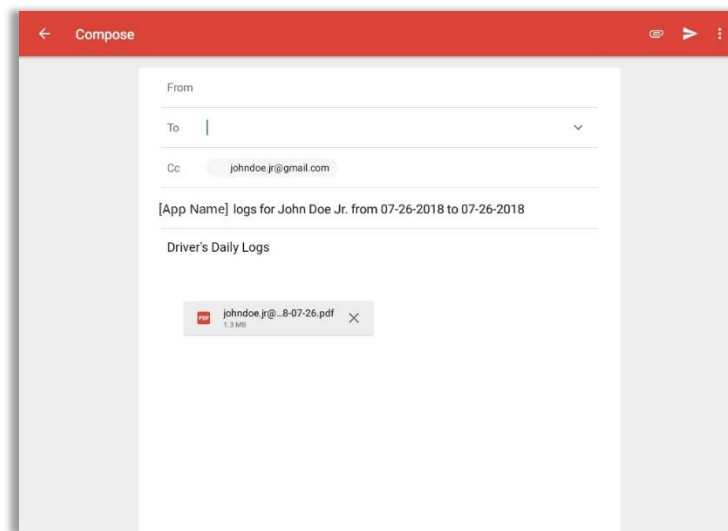 Compose
From
To
Cc johndoe.jr@gmail.com
[App Name] logs for John Doe Jr. from 07-26-2018 to 07-26-2018
Driver's Daily Logs
PDF johndoe.jr@...8-07-26.pdf
1.3 MB